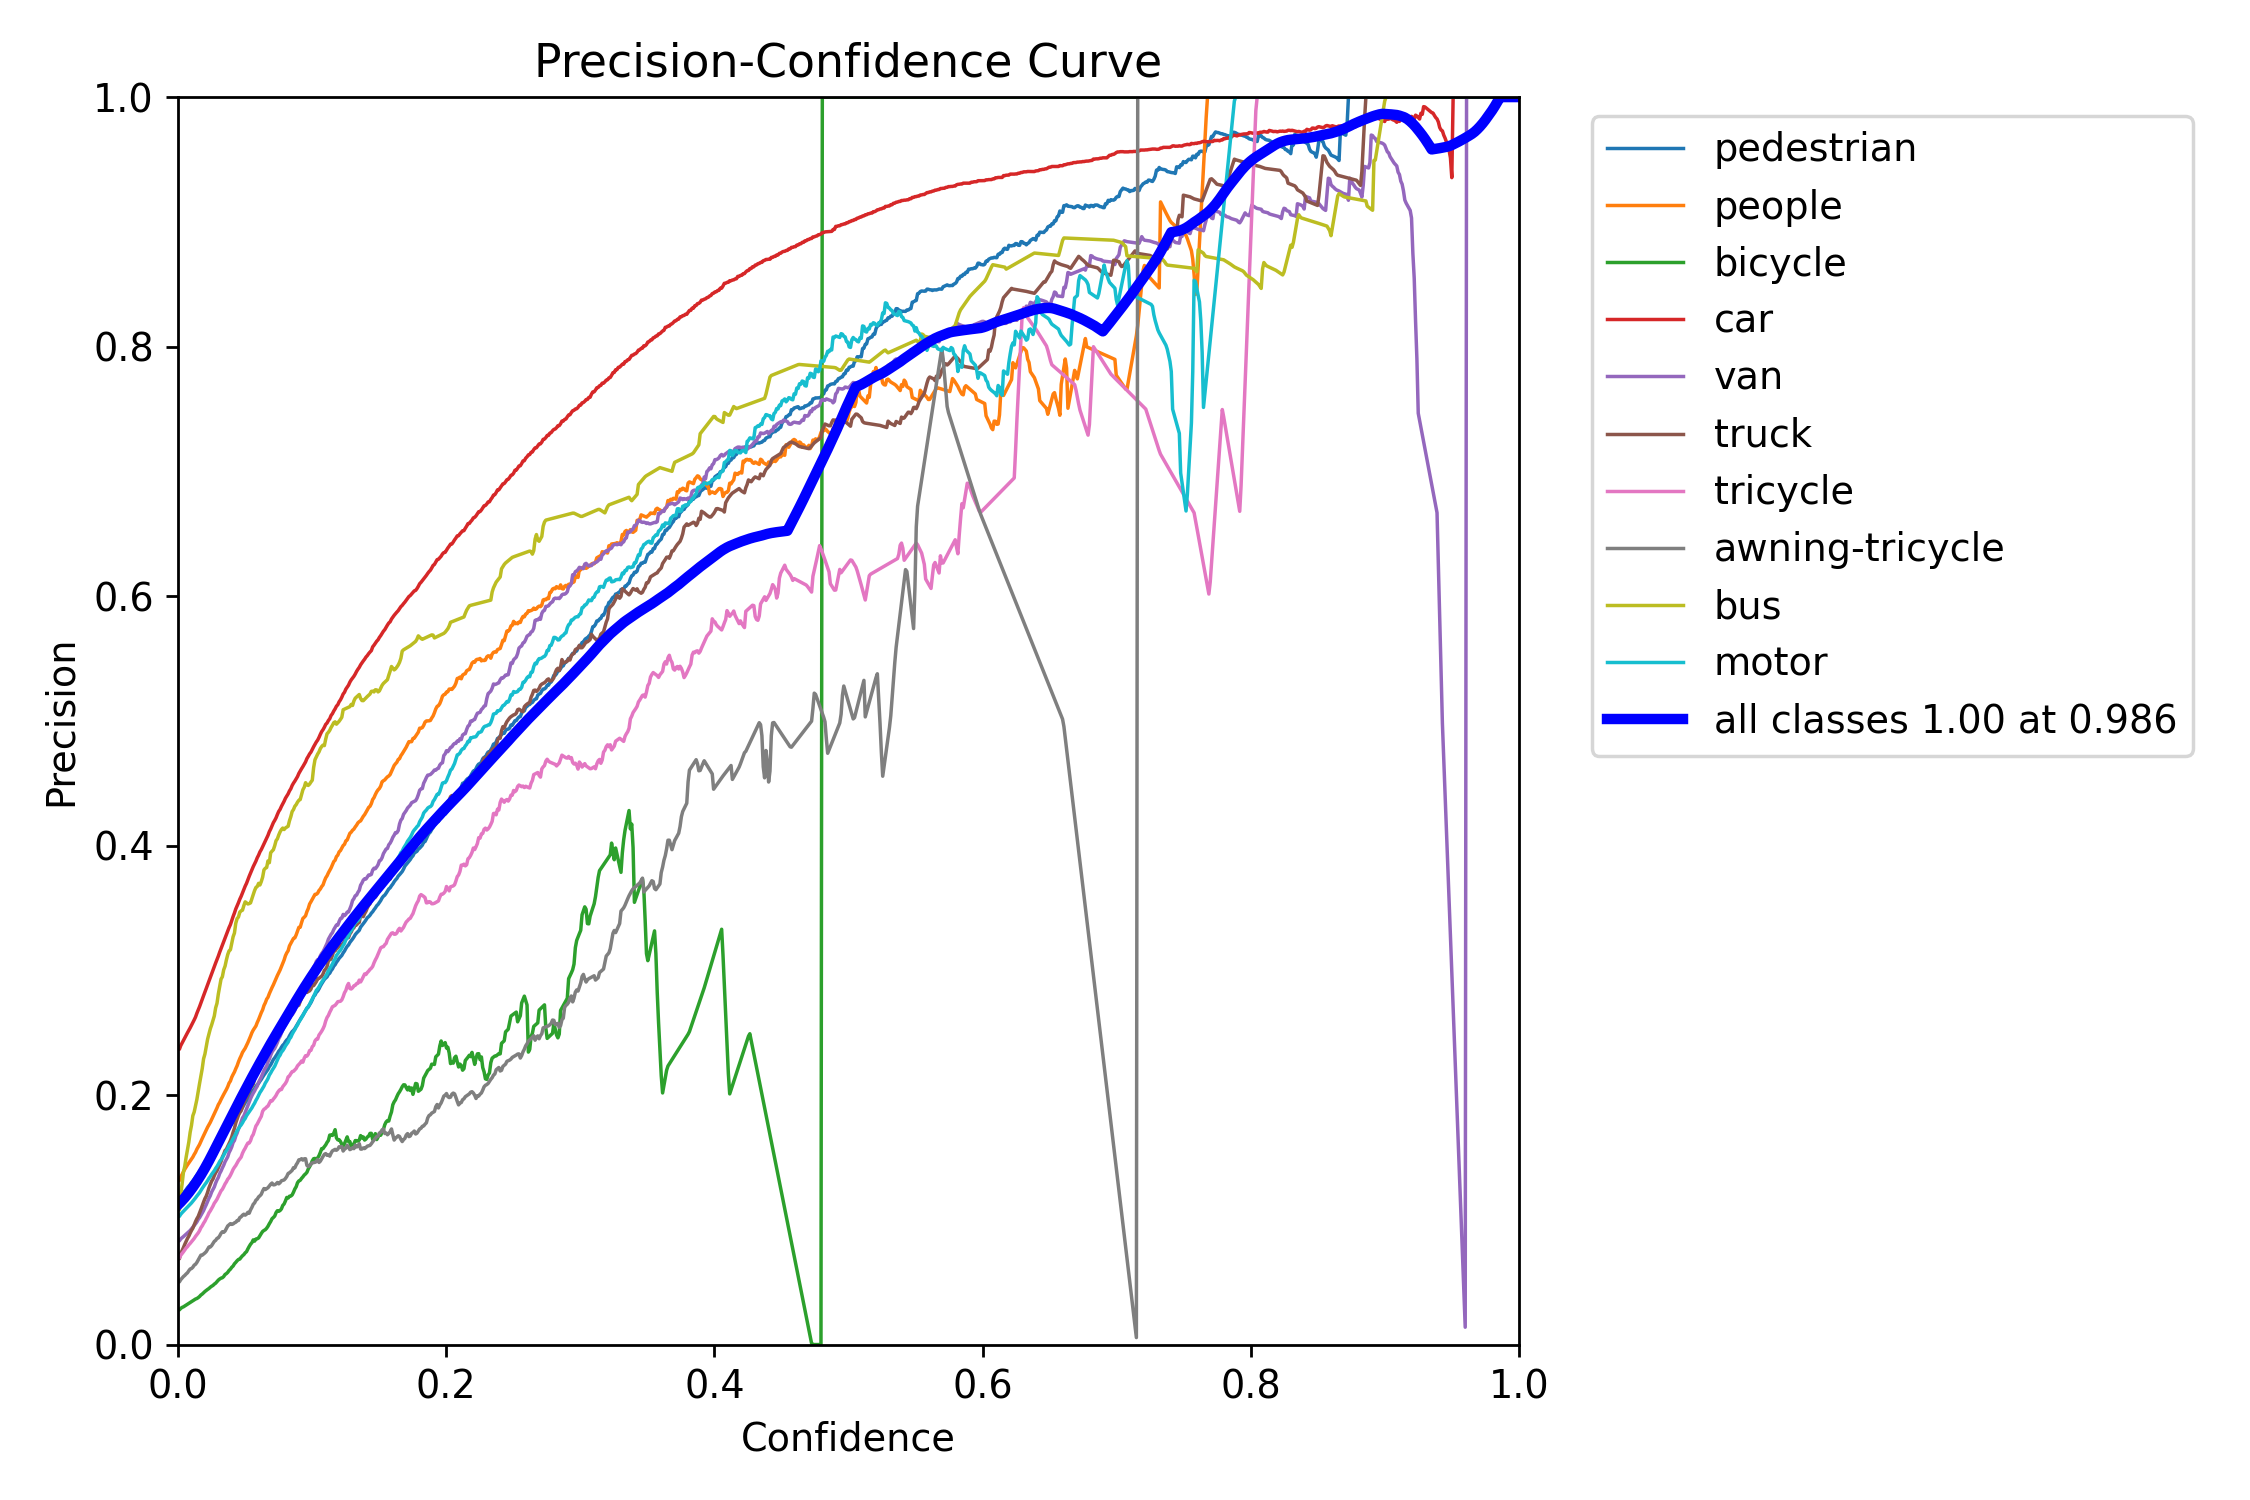 Precision-Confidence Curve
1.0
0.8
0.6
0.4
0.2
0.0
Precision
0.0 0.2 0.4 0.6 0.8 1.0
Confidence
pedestrian
people
bicycle
car
van
truck
tricycle
awning-tricycle
bus
motor
all classes 1.00 at 0.986